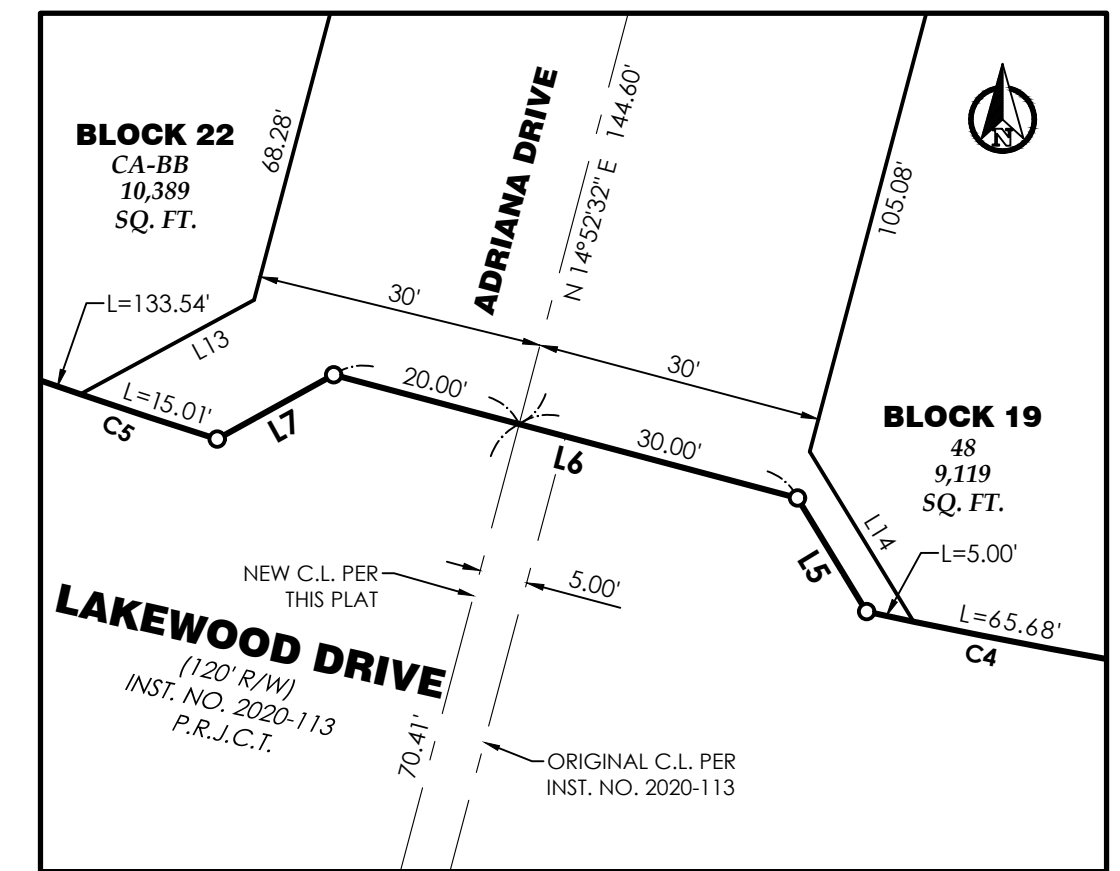 BLOCK 22
CA-BB
10,389
SQ. FT.
68.28'
ADRIANA DRIVE
N 14°52'32" E 144.60'
105.08'
N
L=133.54'
L13
30'
30'
L=15.01'
C5
L7
20.00'
L6
30.00'
BLOCK 19
48
9,119
SQ. FT.
L14
L5
L=5.00'
L=65.68'
C4
NEW C.L. PER
THIS PLAT
5.00'
LAKEWOOD DRIVE
(120' R/W)
INST. NO. 2020-113
P.R.J.C.T.
70.41'
ORIGINAL C.L. PER
INST. NO. 2020-113